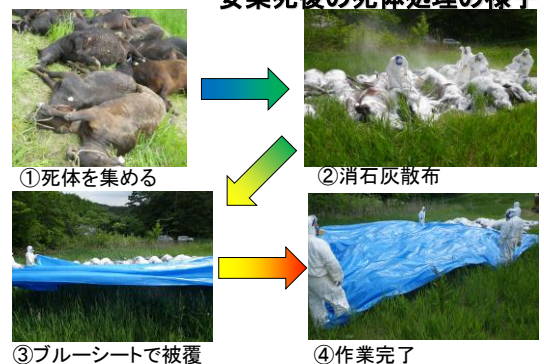 安楽死後の死体処理の様子
①死体を集める
②消石灰散布
③ブルーシートで被覆
④作業完了